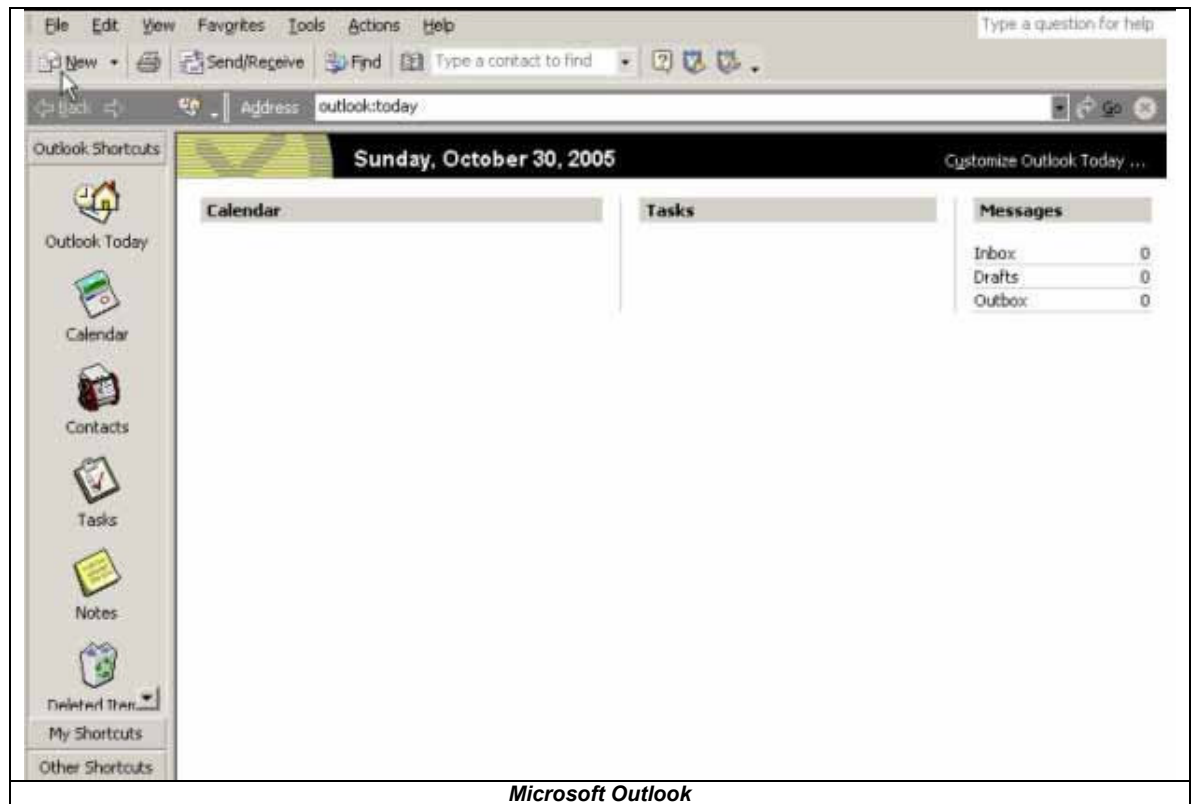 File Edit View Favorites Tools Actions Help Type a question for help
New Send/Receive Find Type a contact to find
Back Address outlook:today Go
Outlook Shortcuts
Sunday, October 30, 2005 Customize Outlook Today ...
Calendar Tasks Messages
Inbox 0
Drafts 0
Outbox 0
Outlook Today
Calendar
Contacts
Tasks
Notes
Deleted Item
My Shortcuts
Other Shortcuts
Microsoft Outlook